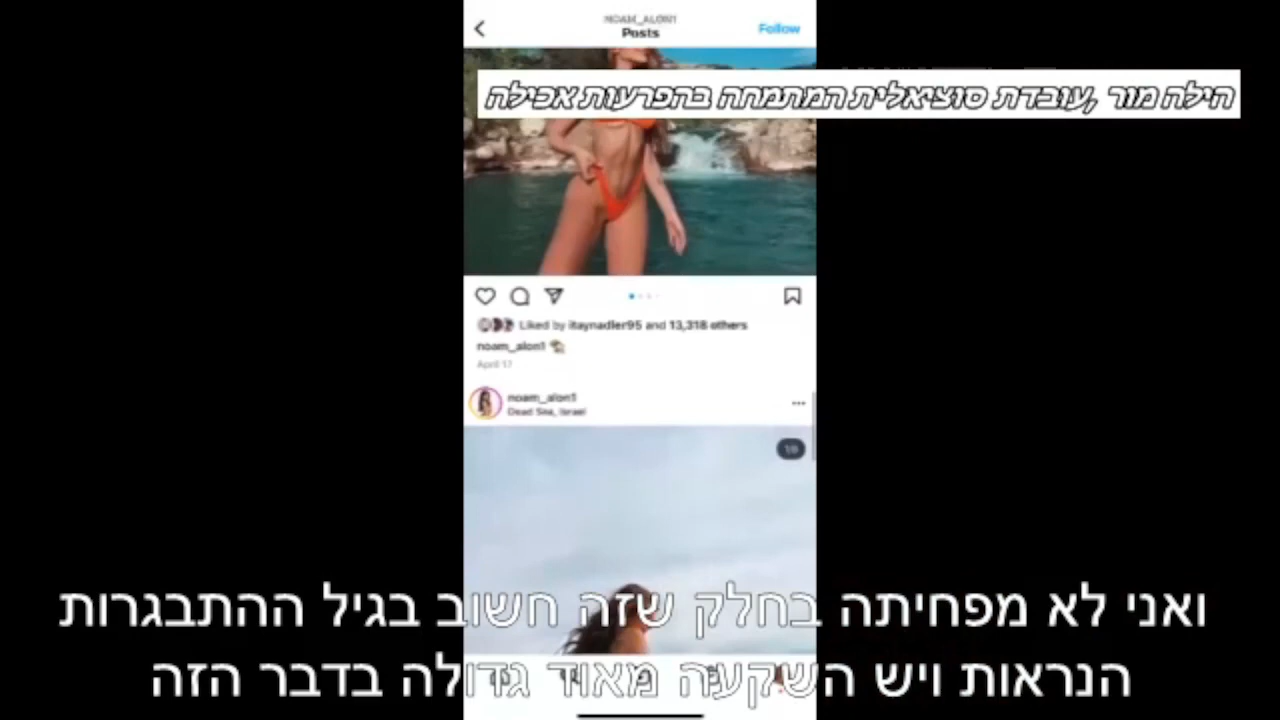 NOAM_ALON1
Posts
Follow
הילה מור ,עובדת סוציאלית המתמחה בהפרעות אכילה
Liked by itaynadler95 and 13,318 others
noam_alon1
April 17
noam_alon1
Dead Sea, Israel
ואני לא מפחיתה בחלק שזה חשוב בגיל ההתבגרות
הנראות ויש השקעה מאוד גדולה בדבר הזה